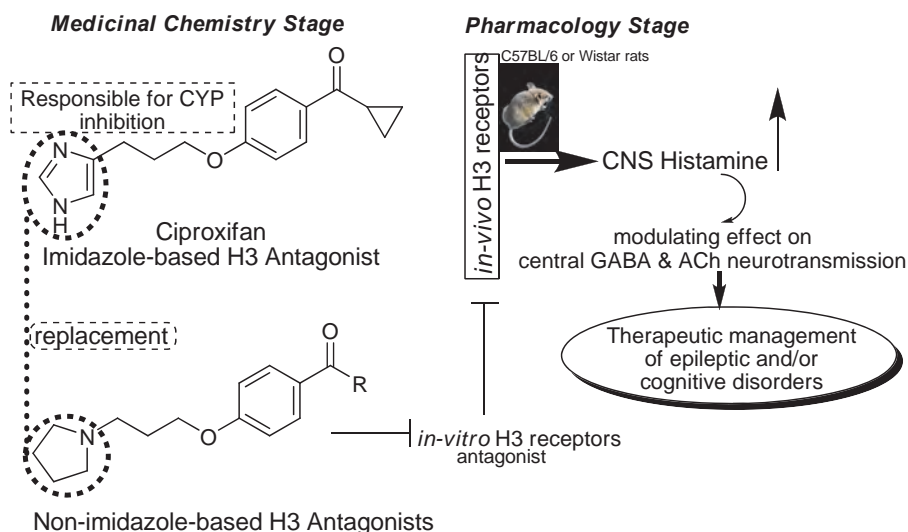 Medicinal Chemistry Stage
Responsible for CYP
inhibition
O
N
N
H
O
Ciproxifan
Imidazole-based H3 Antagonist
replacement
O
R
N
O
Non-imidazole-based H3 Antagonists
Pharmacology Stage
C57BL/6 or Wistar rats
in-vivo H3 receptors
CNS Histamine
modulating effect on
central GABA & ACh neurotransmission
Therapeutic management
of epileptic and/or
cognitive disorders
in-vitro H3 receptors
antagonist